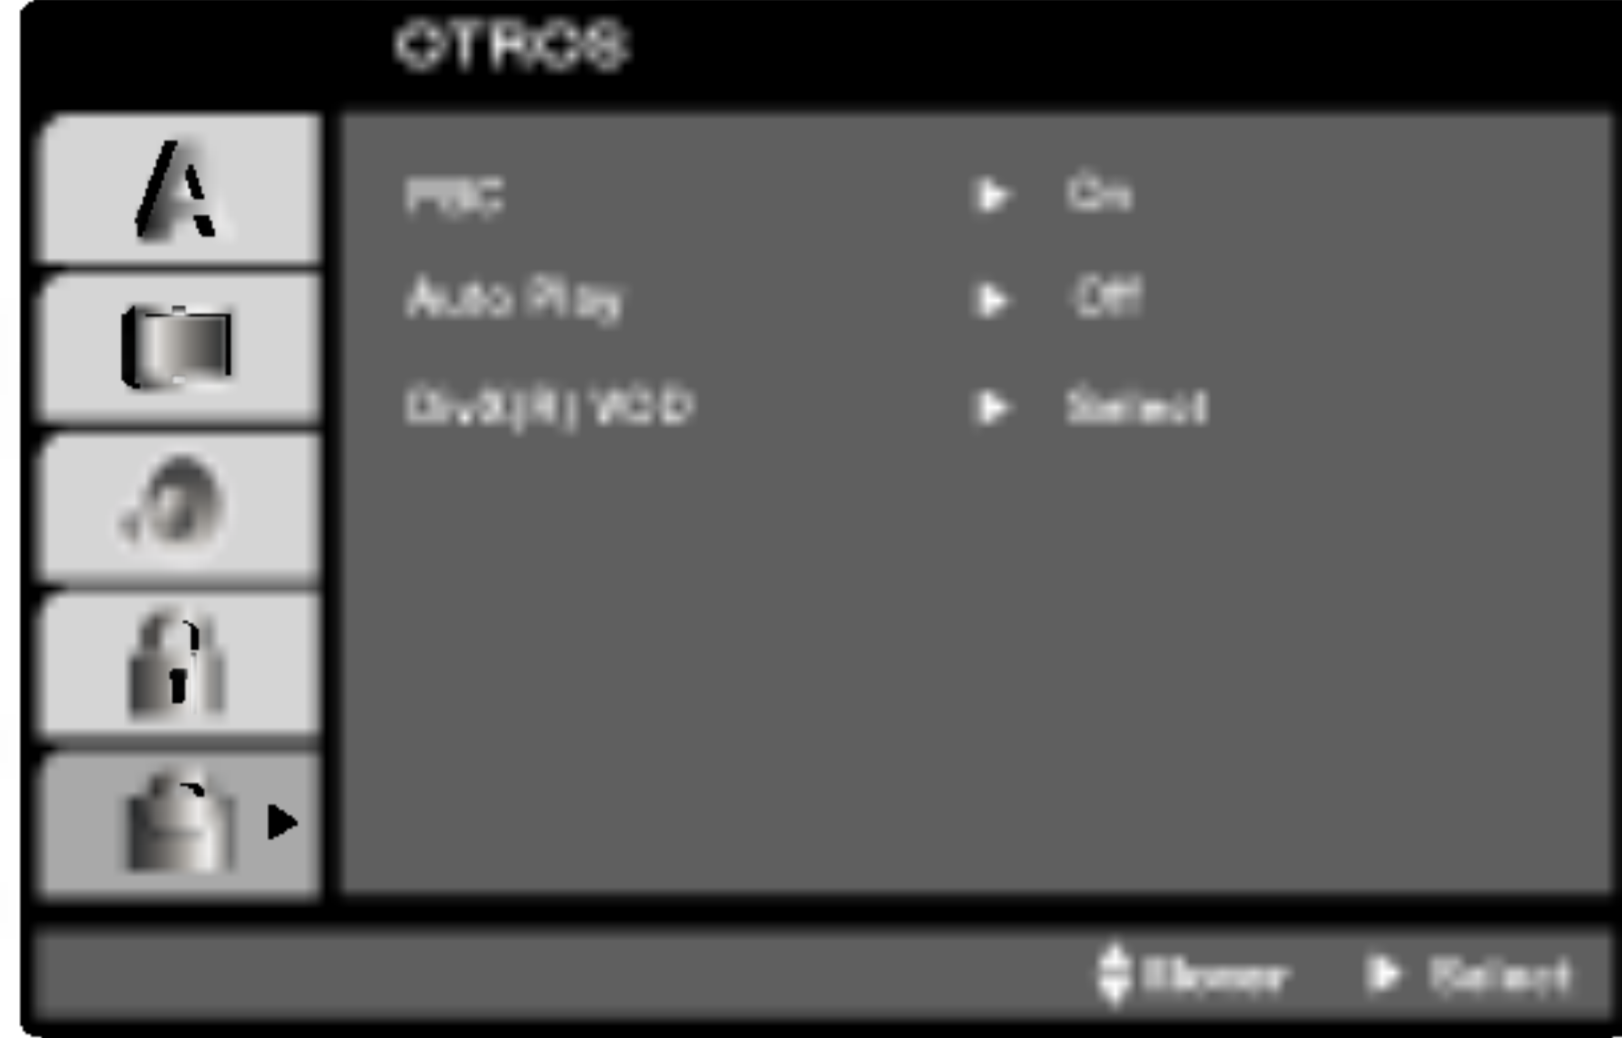 OTROS
PBC On
Auto Play Off
DivX(R) VOD Select
Select